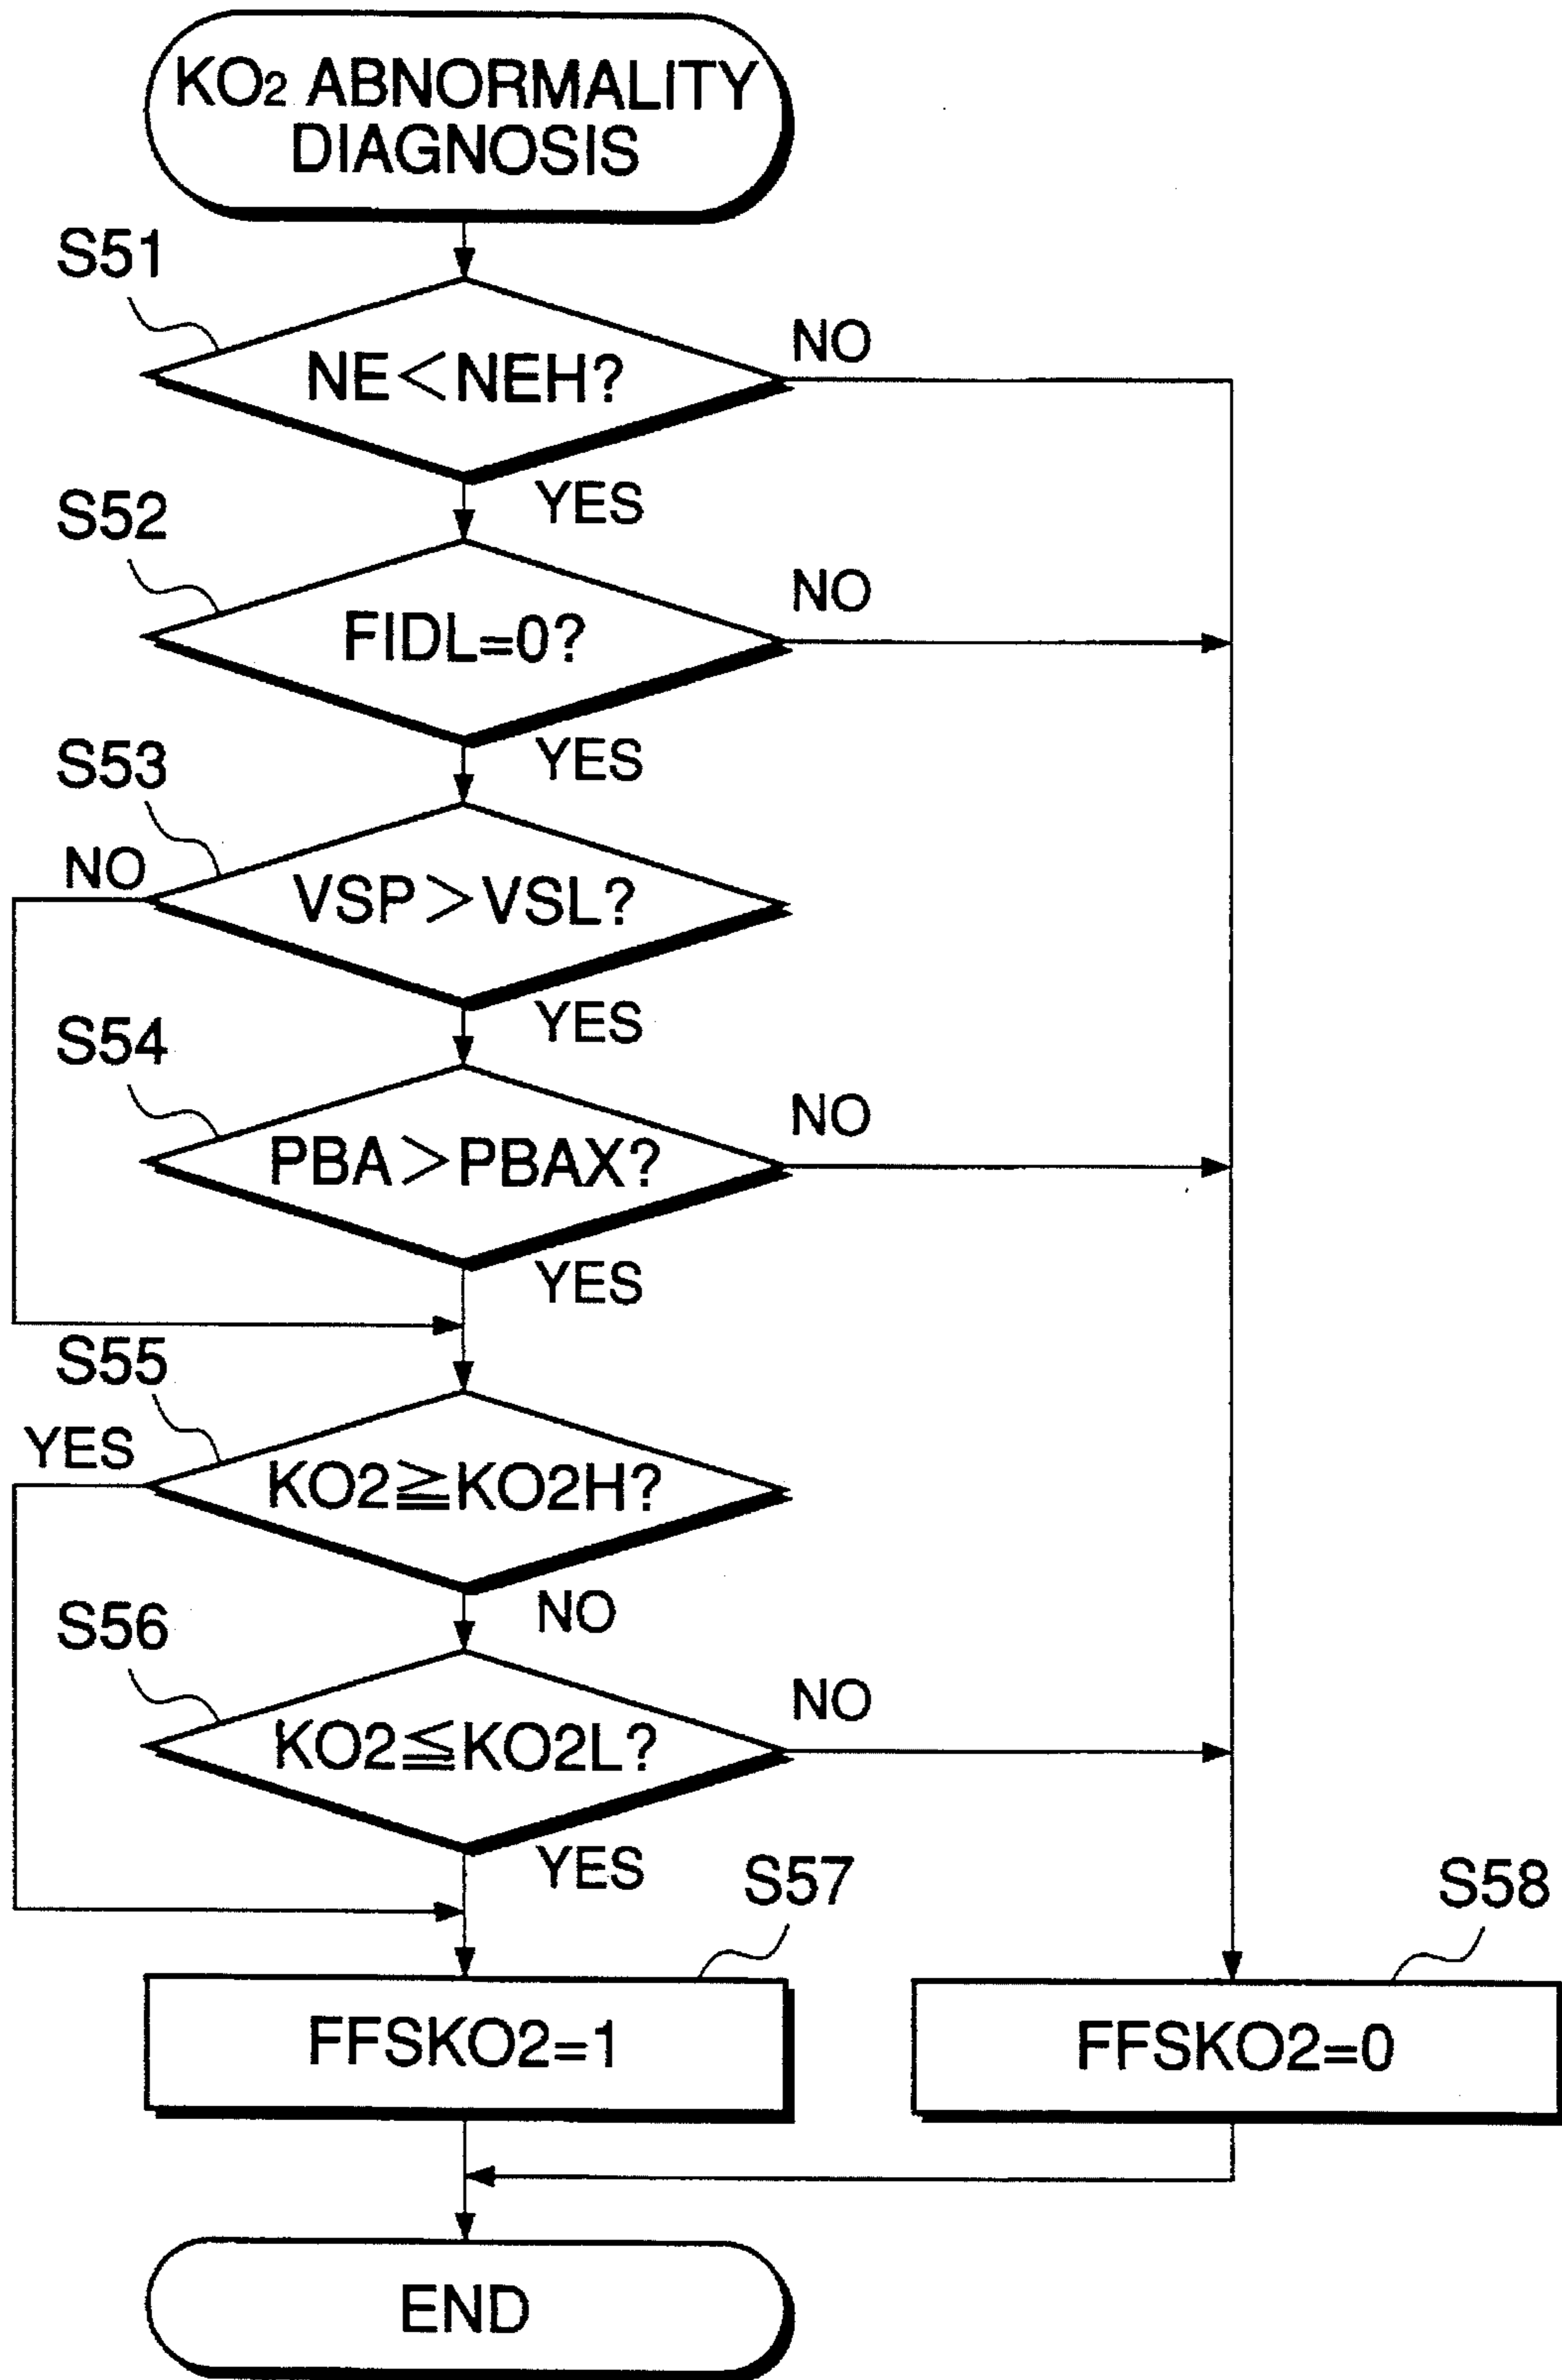 KO2 ABNORMALITY
DIAGNOSIS
S51
NE<NEH?
NO
YES
S52
FIDL=0?
NO
YES
S53
NO
VSP>VSL?
YES
S54
PBA>PBAX?
NO
YES
S55
YES
KO2≧KO2H?
NO
S56
KO2≦KO2L?
NO
YES
S57
S58
FFSKO2=1
FFSKO2=0
END